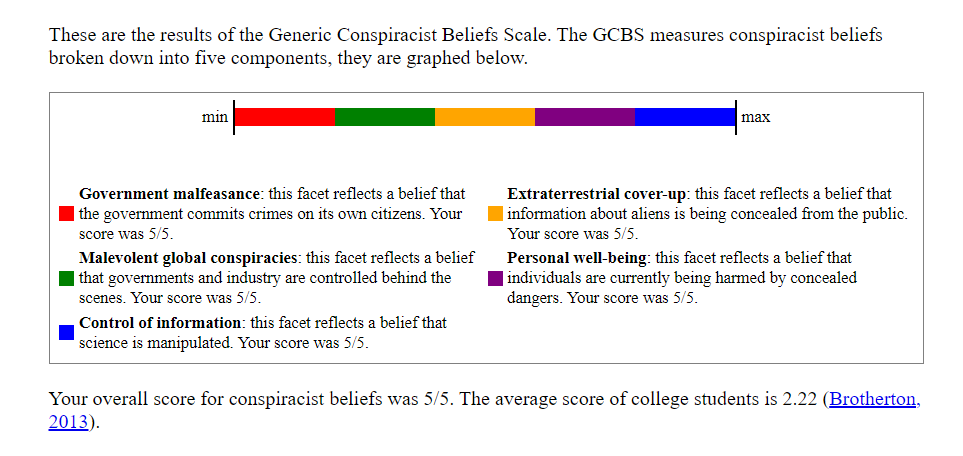 These are the results of the Generic Conspiracist Beliefs Scale. The GCBS measures conspiracist beliefs
broken down into five components, they are graphed below.
min
max
Government malfeasance: this facet reflects a belief that
the government commits crimes on its own citizens. Your
score was 5/5.
Extraterrestrial cover-up: this facet reflects a belief that
information about aliens is being concealed from the public.
Your score was 5/5.
Malevolent global conspiracies: this facet reflects a belief
that governments and industry are controlled behind the
scenes. Your score was 5/5.
Personal well-being: this facet reflects a belief that
individuals are currently being harmed by concealed
dangers. Your score was 5/5.
Control of information: this facet reflects a belief that
science is manipulated. Your score was 5/5.
Your overall score for conspiracist beliefs was 5/5. The average score of college students is 2.22 (Brotherton,
2013).